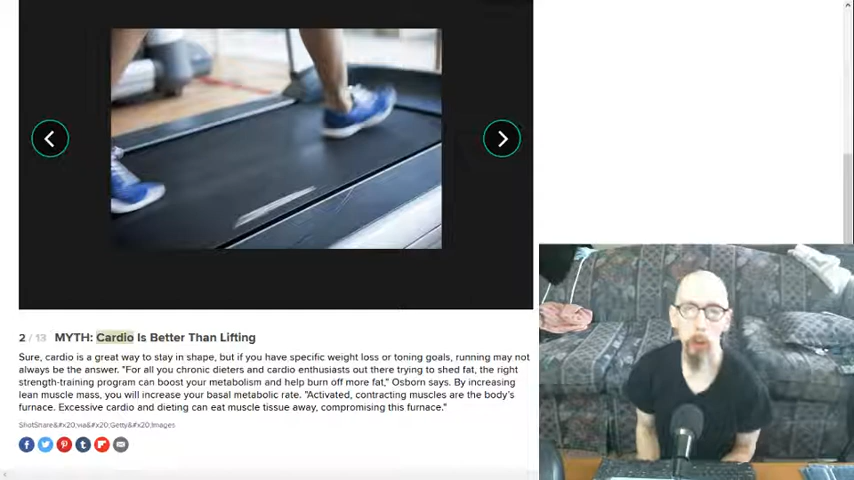 2 / 13 MYTH: Cardio Is Better Than Lifting
Sure, cardio is a great way to stay in shape, but if you have specific weight loss or toning goals, running may not
always be the answer. "For all you chronic dieters and cardio enthusiasts out there trying to shed fat, the right
strength-training program can boost your metabolism and help burn off more fat," Osborn says. By increasing
lean muscle mass, you will increase your basal metabolic rate. "Activated, contracting muscles are the body's
furnace. Excessive cardio and dieting can eat muscle tissue away, compromising this furnace."
ShotShare&#x20;via&#x20;Getty&#x20;Images